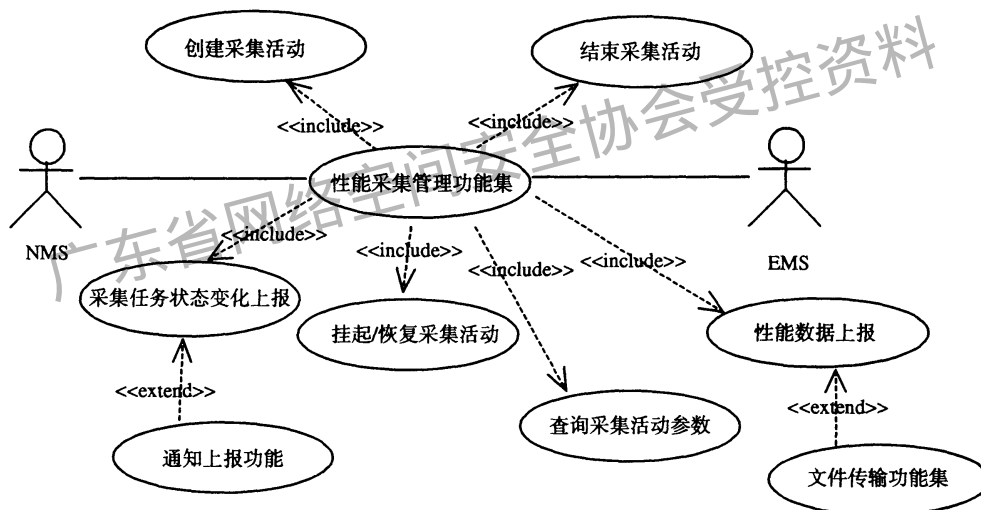 创建采集活动
结束采集活动
<<include>>
<<include>>
性能采集管理功能集
NMS
EMS
<<include>>
<<include>>
<<include>>
<<include>>
采集任务状态变化上报
挂起/恢复采集活动
性能数据上报
<<extend>>
<<extend>>
查询采集活动参数
通知上报功能
文件传输功能集
广东省网络空间安全协会受控资料